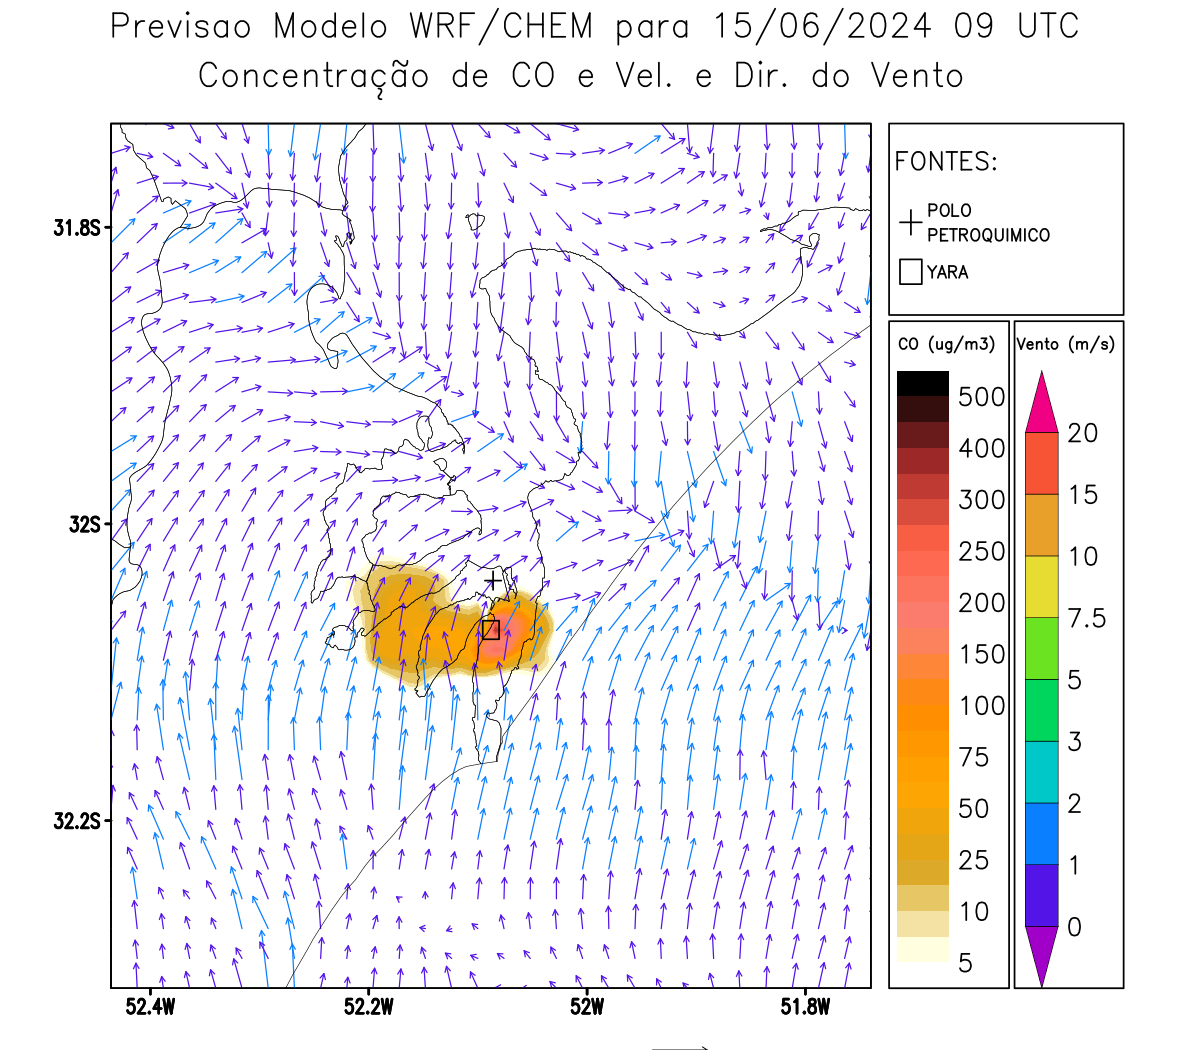 Previsao Modelo WRF/CHEM para 15/06/2024 09 UTC
Concentração de CO e Vel. e Dir. do Vento
FONTES:
POLO
PETROQUIMICO
YARA
CO (ug/m3)
500
400
300
250
200
150
100
75
50
25
10
5
Vento (m/s)
20
15
10
7.5
5
3
2
1
0
31.8S
32S
32.2S
52.4W 52.2W 52W 51.8W